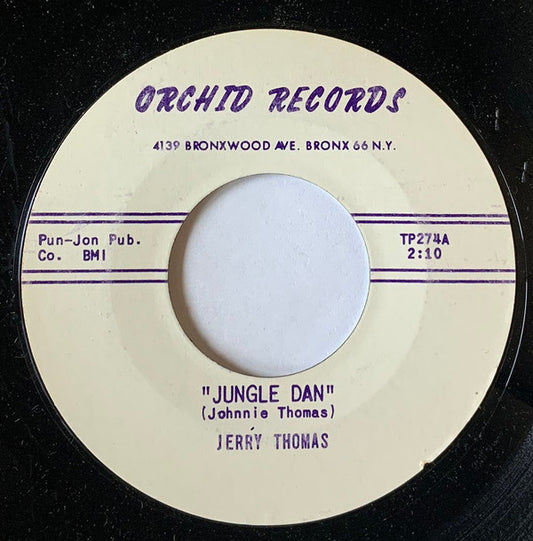 ORCHID RECORDS
4139 BRONXWOOD AVE. BRONX 66 N.Y.
Pun-Jon Pub.
Co. BMI
TP274A
2:10
"JUNGLE DAN"
(Johnnie Thomas)
JERRY THOMAS